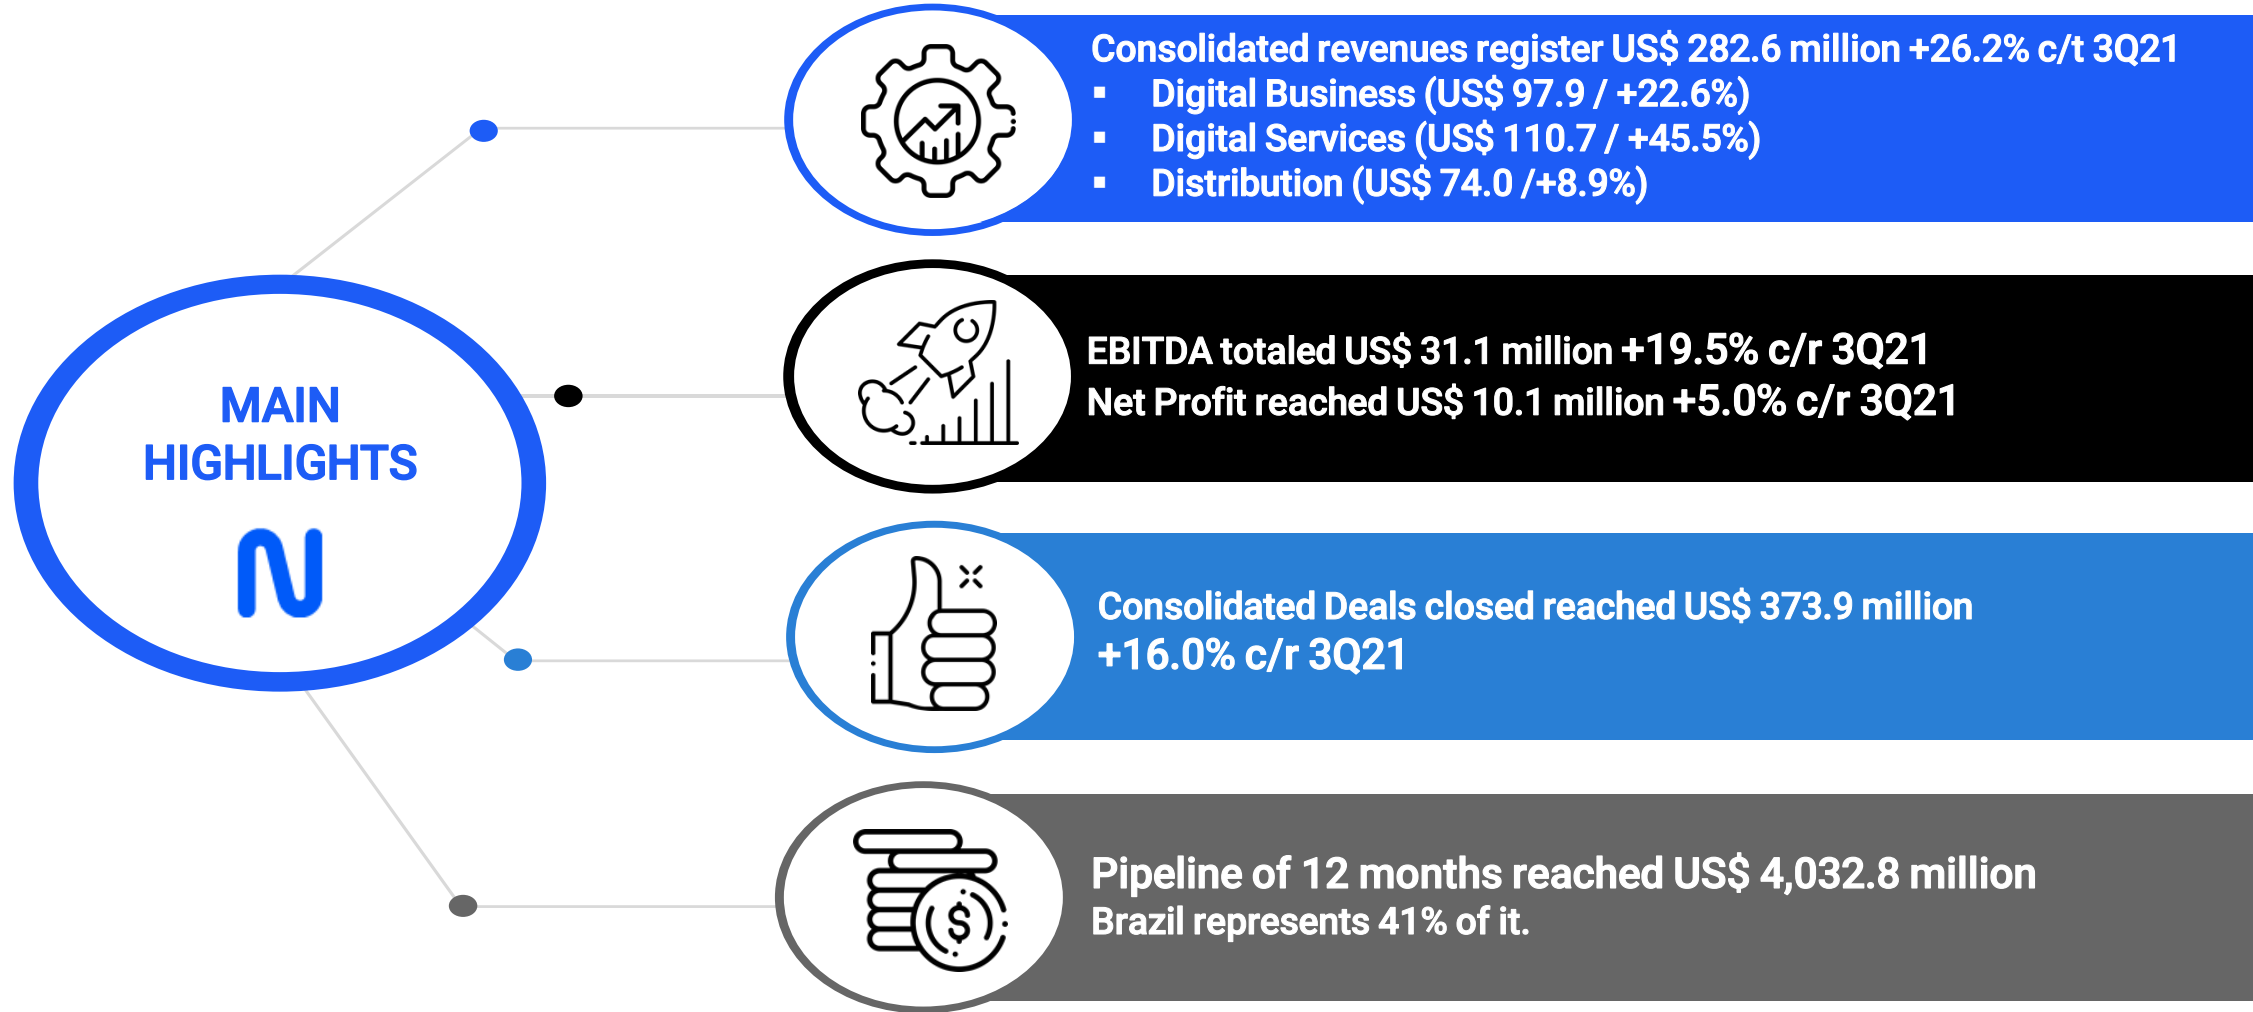 MAIN
HIGHLIGHTS
Consolidated revenues register US$ 282.6 million +26.2% c/t 3Q21
▪ Digital Business (US$ 97.9 / +22.6%)
▪ Digital Services (US$ 110.7 / +45.5%)
▪ Distribution (US$ 74.0 /+8.9%)
EBITDA totaled US$ 31.1 million +19.5% c/r 3Q21
Net Profit reached US$ 10.1 million +5.0% c/r 3Q21
Consolidated Deals closed reached US$ 373.9 million
+16.0% c/r 3Q21
Pipeline of 12 months reached US$ 4,032.8 million
Brazil represents 41% of it.